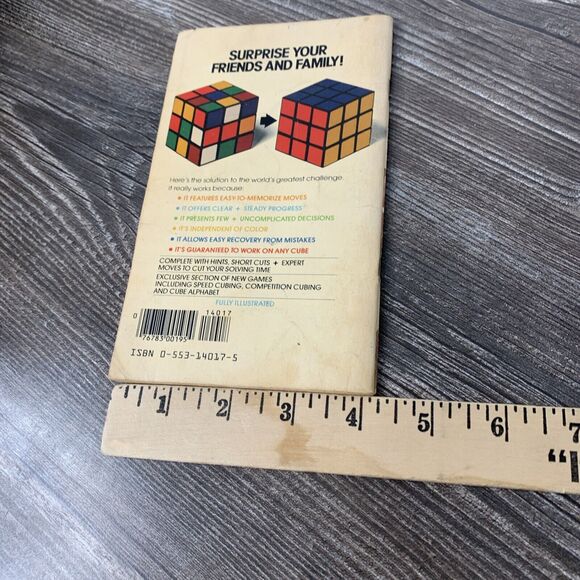 SURPRISE YOUR
FRIENDS AND FAMILY!
Here's the solution to the world's greatest challenge.
It really works because:
• IT FEATURES EASY-TO-MEMORIZE MOVES
• IT OFFERS CLEAR + STEADY PROGRESS
• IT PRESENTS FEW + UNCOMPLICATED DECISIONS
• IT'S INDEPENDENT OF COLOR
• IT ALLOWS EASY RECOVERY FROM MISTAKES
• IT'S GUARANTEED TO WORK ON ANY CUBE
COMPLETE WITH HINTS, SHORT CUTS + EXPERT
MOVES TO CUT YOUR SOLVING TIME
EXCLUSIVE SECTION OF NEW GAMES
INCLUDING SPEED CUBING, COMPETITION CUBING
AND CUBE ALPHABET
FULLY ILLUSTRATED
14017
0
76783 00195
ISBN 0-553-14017-5
1 2 3 4 5 6 7